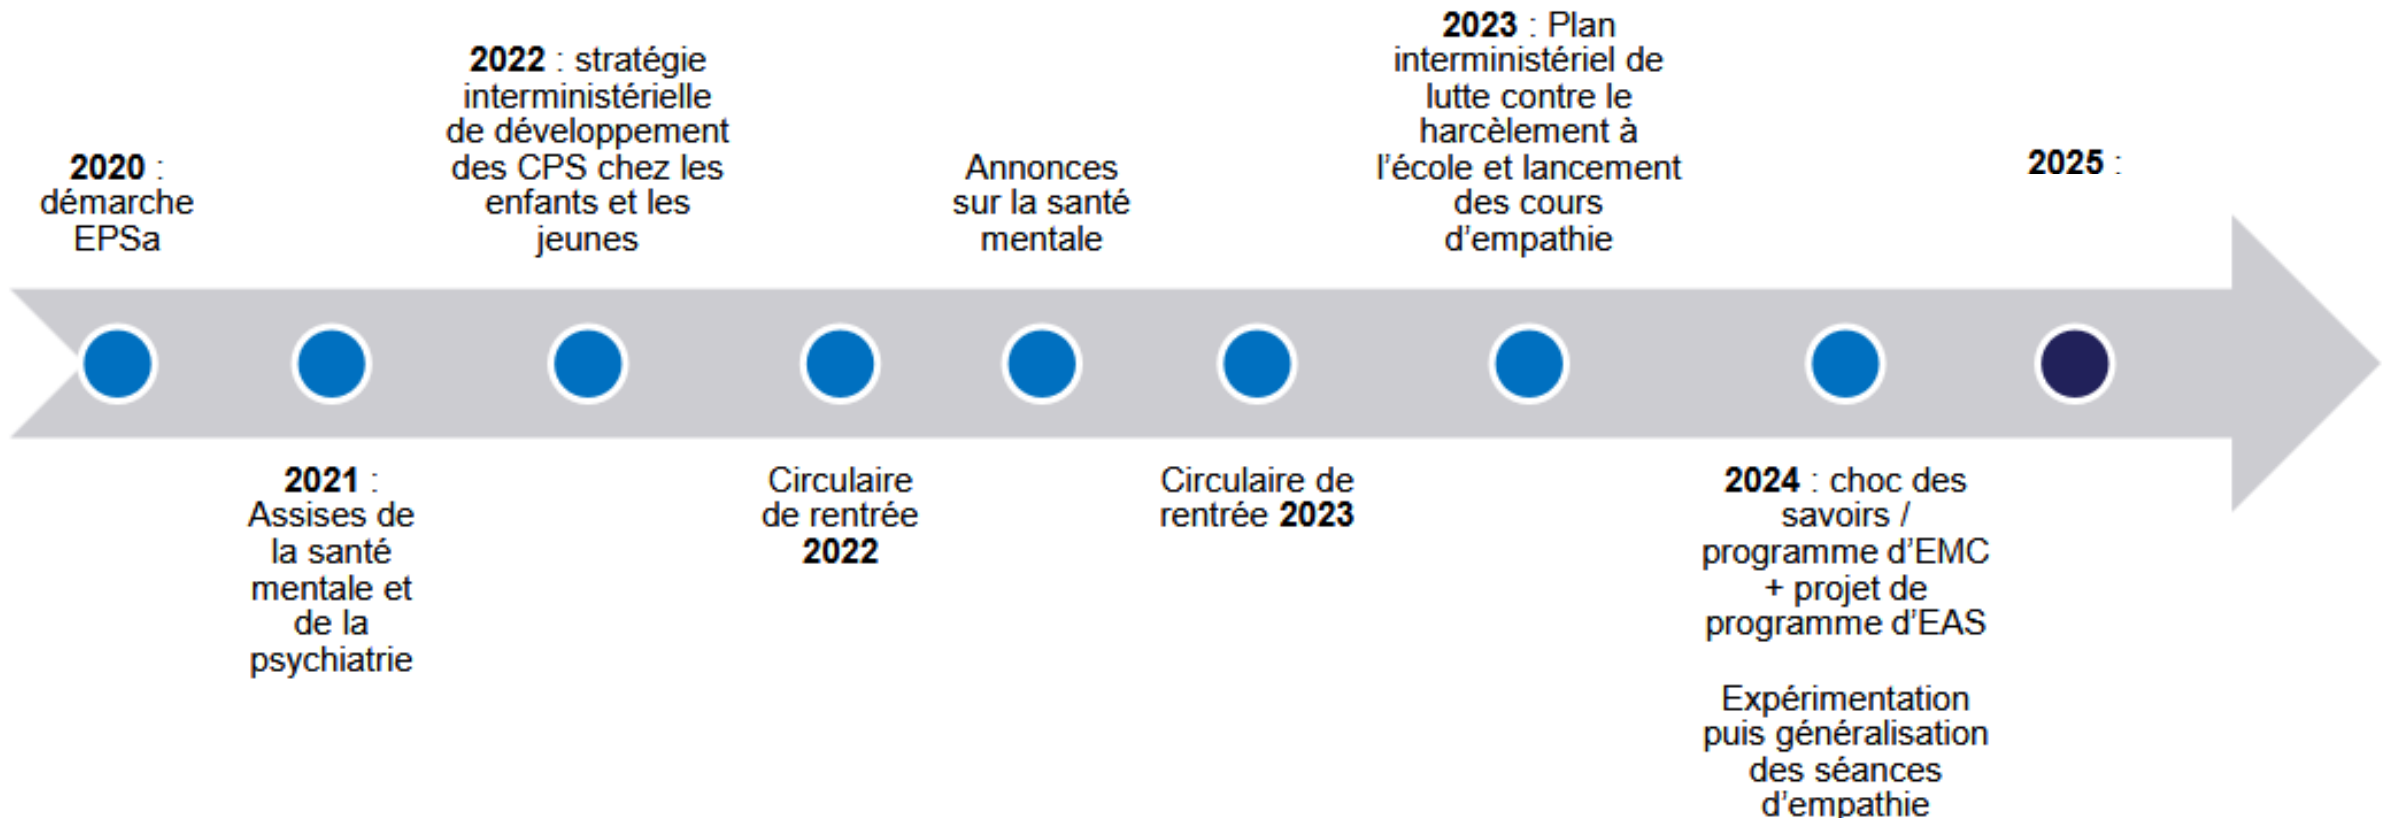 2020 :
démarche
EPSa
2021 :
Assises de
la santé
mentale et
de la
psychiatrie
2022 : stratégie
interministérielle
de développement
des CPS chez les
enfants et les
jeunes
Circulaire
de rentrée
2022
Annonces
sur la santé
mentale
Circulaire de
rentrée 2023
2023 : Plan
interministériel de
lutte contre le
harcèlement à
l’école et lancement
des cours
d’empathie
2024 : choc des
savoirs /
programme d’EMC
+ projet de
programme d’EAS
Expérimentation
puis généralisation
des séances
d’empathie
2025 :